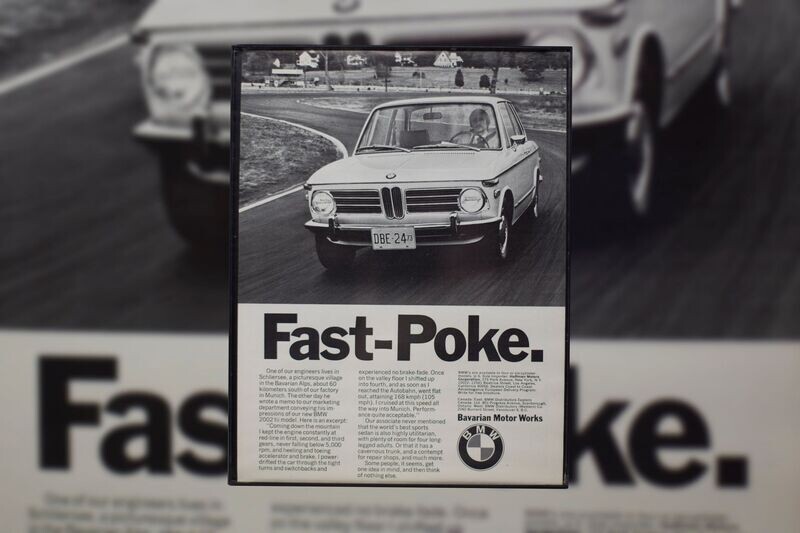 DBE-24 73
Fast-Poke.
One of our engineers lives in
Schliersee, a picturesque village
in the Bavarian Alps, about 60
kilometers south of our factory
in Munich. The other day he
wrote a memo to our marketing
department conveying his im-
pressions of our new BMW
2002 tii model. Here is an excerpt:
"Coming down the mountain
I kept the engine constantly at
red-line in first, second, and third
gears, never falling below 5,000
rpm, and heeling and toeing
accelerator and brake. I power-
drifted the car through the tight
turns and switchbacks and
experienced no brake-fade. Once
on the valley floor I shifted up
into fourth, and as soon as I
reached the Autobahn, went flat
out, attaining 168 kmph (105
mph). I cruised at this speed all
the way into Munich. Perform-
ance quite acceptable."
Our associate never mentioned
that the world's best sports
sedan is also highly utilitarian,
with plenty of room for four long-
legged adults. Or that it has a
cavernous trunk, and a contempt
for repair shops, and much more.
Some people, it seems, get
one idea in mind, and then think
of nothing else.
Bavarian Motor Works
BMW